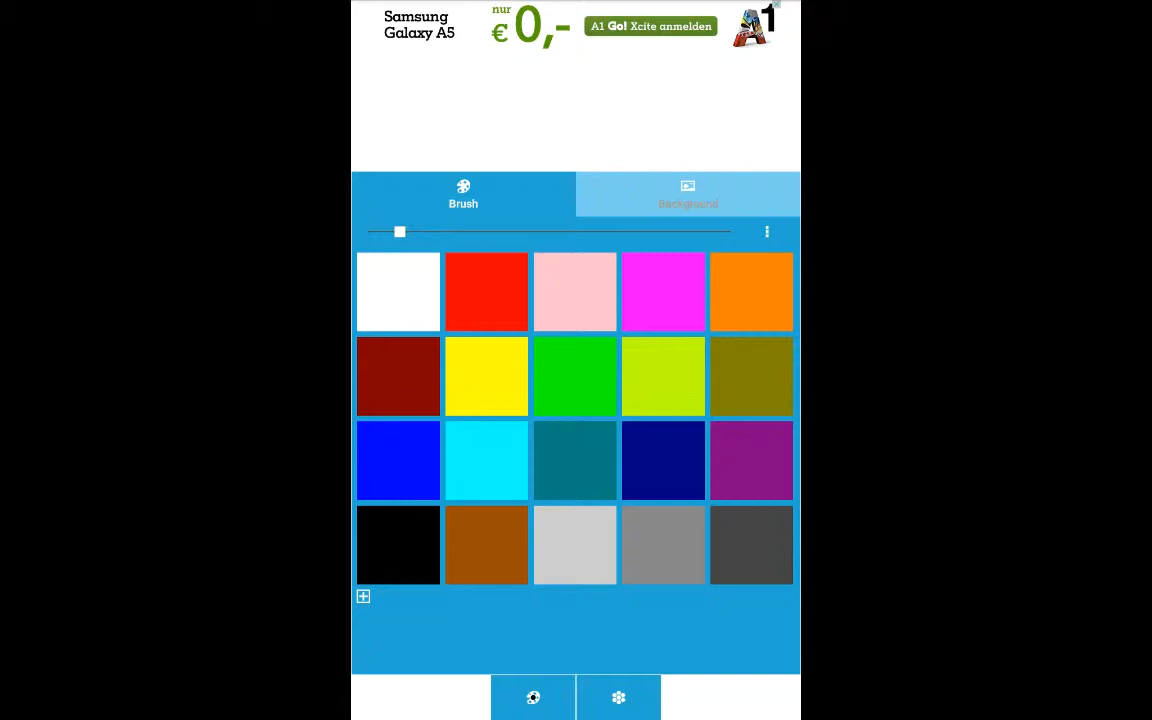 Samsung
Galaxy A5
nur
€ 0,-
A1 Go! Xcite anmelden
A1
Brush
Background